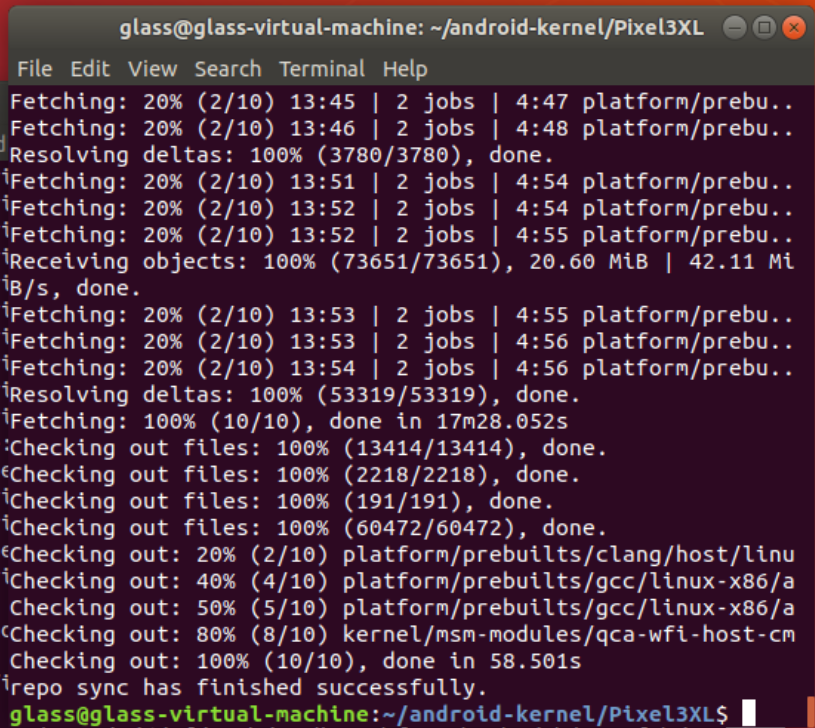 glass@glass-virtual-machine: ~/android-kernel/Pixel3XL
File Edit View Search Terminal Help
Fetching: 20% (2/10) 13:45 | 2 jobs | 4:47 platform/prebu..
Fetching: 20% (2/10) 13:46 | 2 jobs | 4:48 platform/prebu..
Resolving deltas: 100% (3780/3780), done.
Fetching: 20% (2/10) 13:51 | 2 jobs | 4:54 platform/prebu..
Fetching: 20% (2/10) 13:52 | 2 jobs | 4:54 platform/prebu..
Fetching: 20% (2/10) 13:52 | 2 jobs | 4:55 platform/prebu..
Receiving objects: 100% (73651/73651), 20.60 MiB | 42.11 Mi
B/s, done.
Fetching: 20% (2/10) 13:53 | 2 jobs | 4:55 platform/prebu..
Fetching: 20% (2/10) 13:53 | 2 jobs | 4:56 platform/prebu..
Fetching: 20% (2/10) 13:54 | 2 jobs | 4:56 platform/prebu..
Resolving deltas: 100% (53319/53319), done.
Fetching: 100% (10/10), done in 17m28.052s
Checking out files: 100% (13414/13414), done.
Checking out files: 100% (2218/2218), done.
Checking out files: 100% (191/191), done.
Checking out files: 100% (60472/60472), done.
Checking out: 20% (2/10) platform/prebuilts/clang/host/linu
Checking out: 40% (4/10) platform/prebuilts/gcc/linux-x86/a
Checking out: 50% (5/10) platform/prebuilts/gcc/linux-x86/a
Checking out: 80% (8/10) kernel/msm-modules/qca-wfi-host-cm
Checking out: 100% (10/10), done in 58.501s
repo sync has finished successfully.
glass@glass-virtual-machine:~/android-kernel/Pixel3XL$